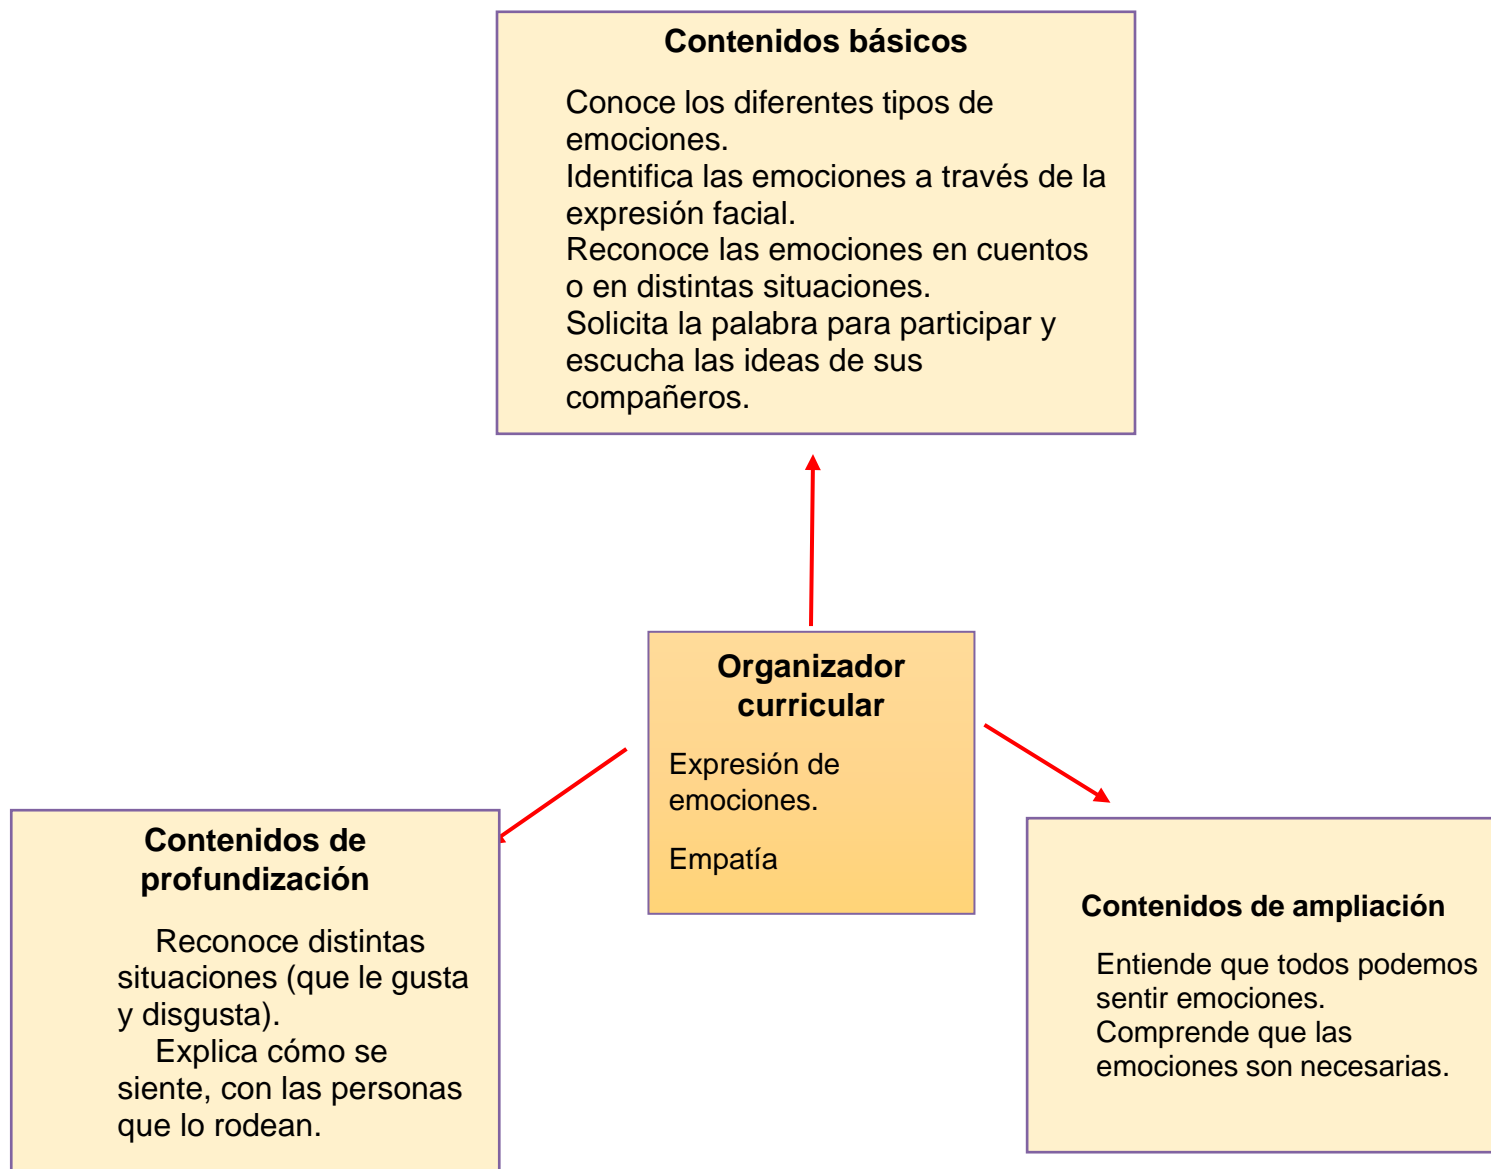 Contenidos básicos
Conoce los diferentes tipos de
emociones.
Identifica las emociones a través de la
expresión facial.
Reconoce las emociones en cuentos
o en distintas situaciones.
Solicita la palabra para participar y
escucha las ideas de sus
compañeros.
Organizador
curricular
Expresión de
emociones.
Empatía
Contenidos de
profundización
Reconoce distintas
situaciones (que le gusta
y disgusta).
Explica cómo se
siente, con las personas
que lo rodean.
Contenidos de ampliación
Entiende que todos podemos
sentir emociones.
Comprende que las
emociones son necesarias.